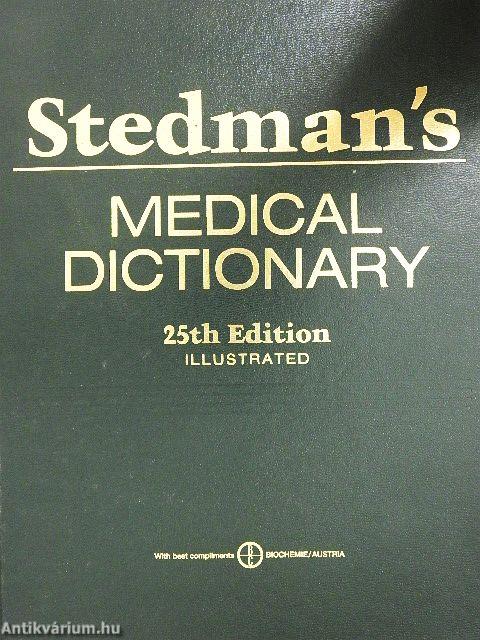 Stedman's
MEDICAL
DICTIONARY
25th Edition
ILLUSTRATED
With best compliments BIOCHEMIE/AUSTRIA
Antikvárium.hu